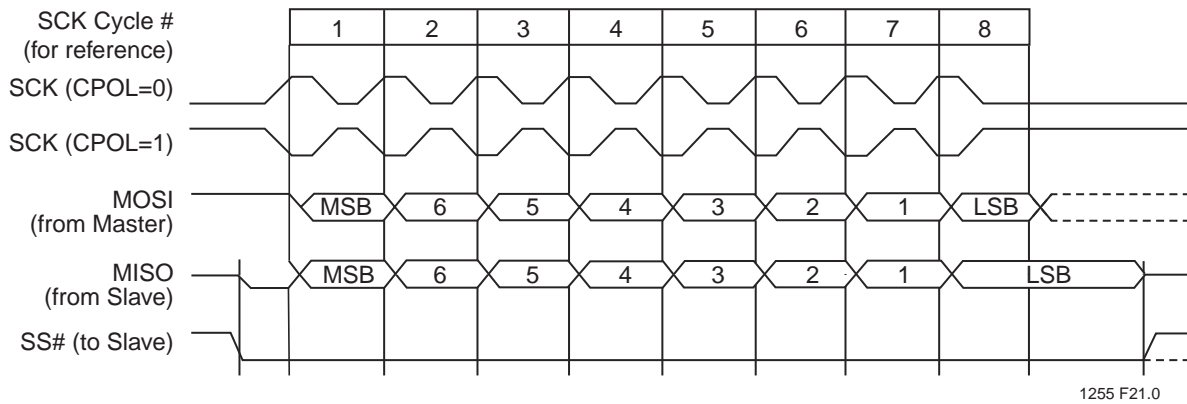 SCK Cycle #
(for reference)
1 2 3 4 5 6 7 8
SCK (CPOL=0)
SCK (CPOL=1)
MOSI
(from Master)
MSB 6 5 4 3 2 1 LSB
MISO
(from Slave)
MSB 6 5 4 3 2 1 LSB
SS# (to Slave)
1255 F21.0